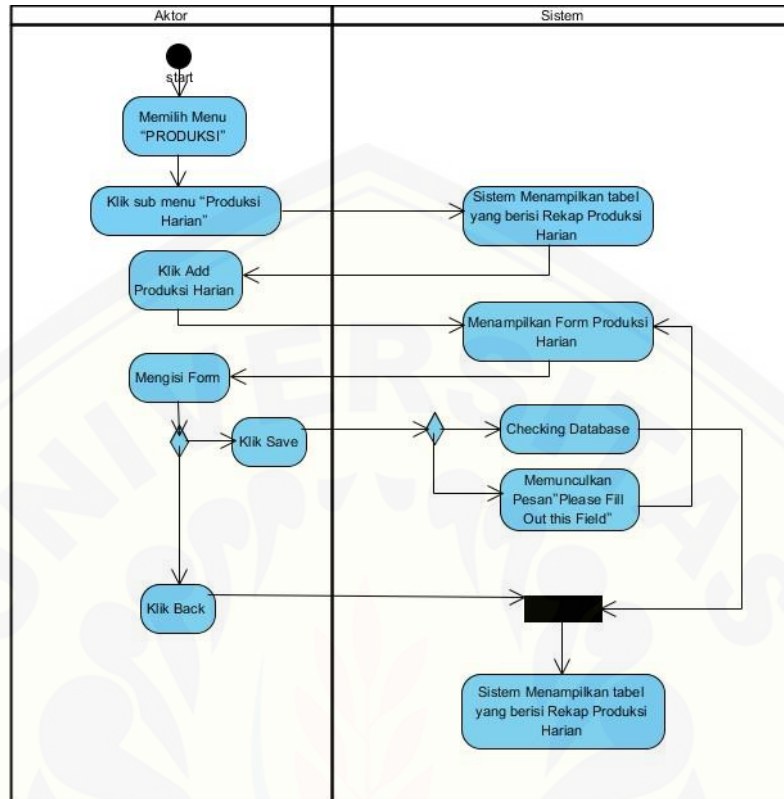 Aktor
Sistem
start
Memilih Menu
“PRODUKSI”
Klik sub menu “Produksi
Harian”
Sistem Menampilkan tabel
yang berisi Rekap Produksi
Harian
Klik Add
Produksi Harian
Menampilkan Form Produksi
Harian
Mengisi Form
Klik Save
Checking Database
Memunculkan
Pesan”Please Fill
Out this Field”
Klik Back
Sistem Menampilkan tabel
yang berisi Rekap Produksi
Harian
UNIVERSITAS